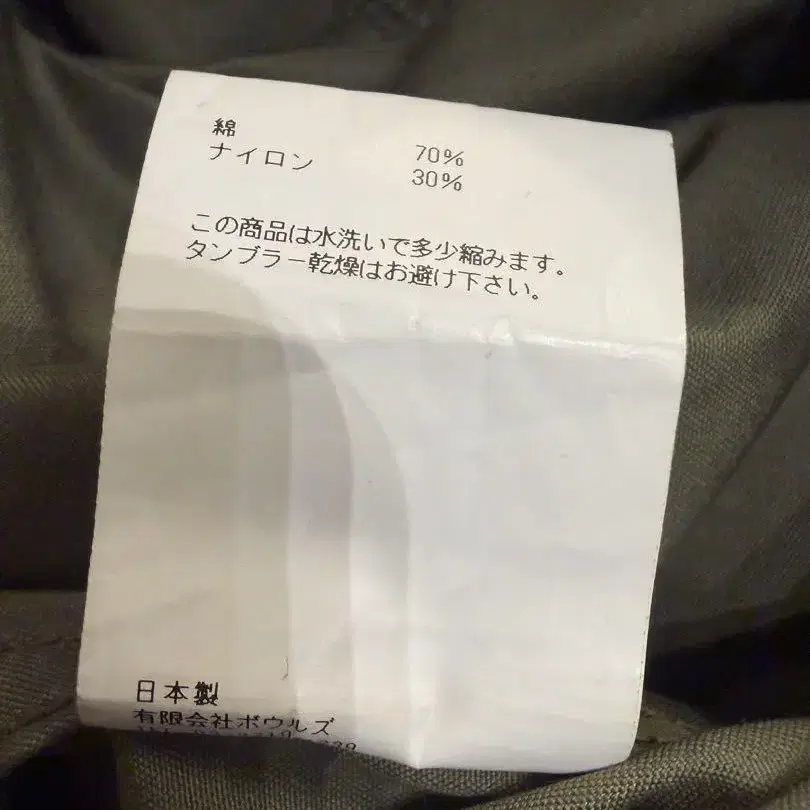 綿 70%
ナイロン 30%
この商品は水洗いで多少縮みます。
タンブラー乾燥はお避け下さい。
日本製
有限会社ボウルズ